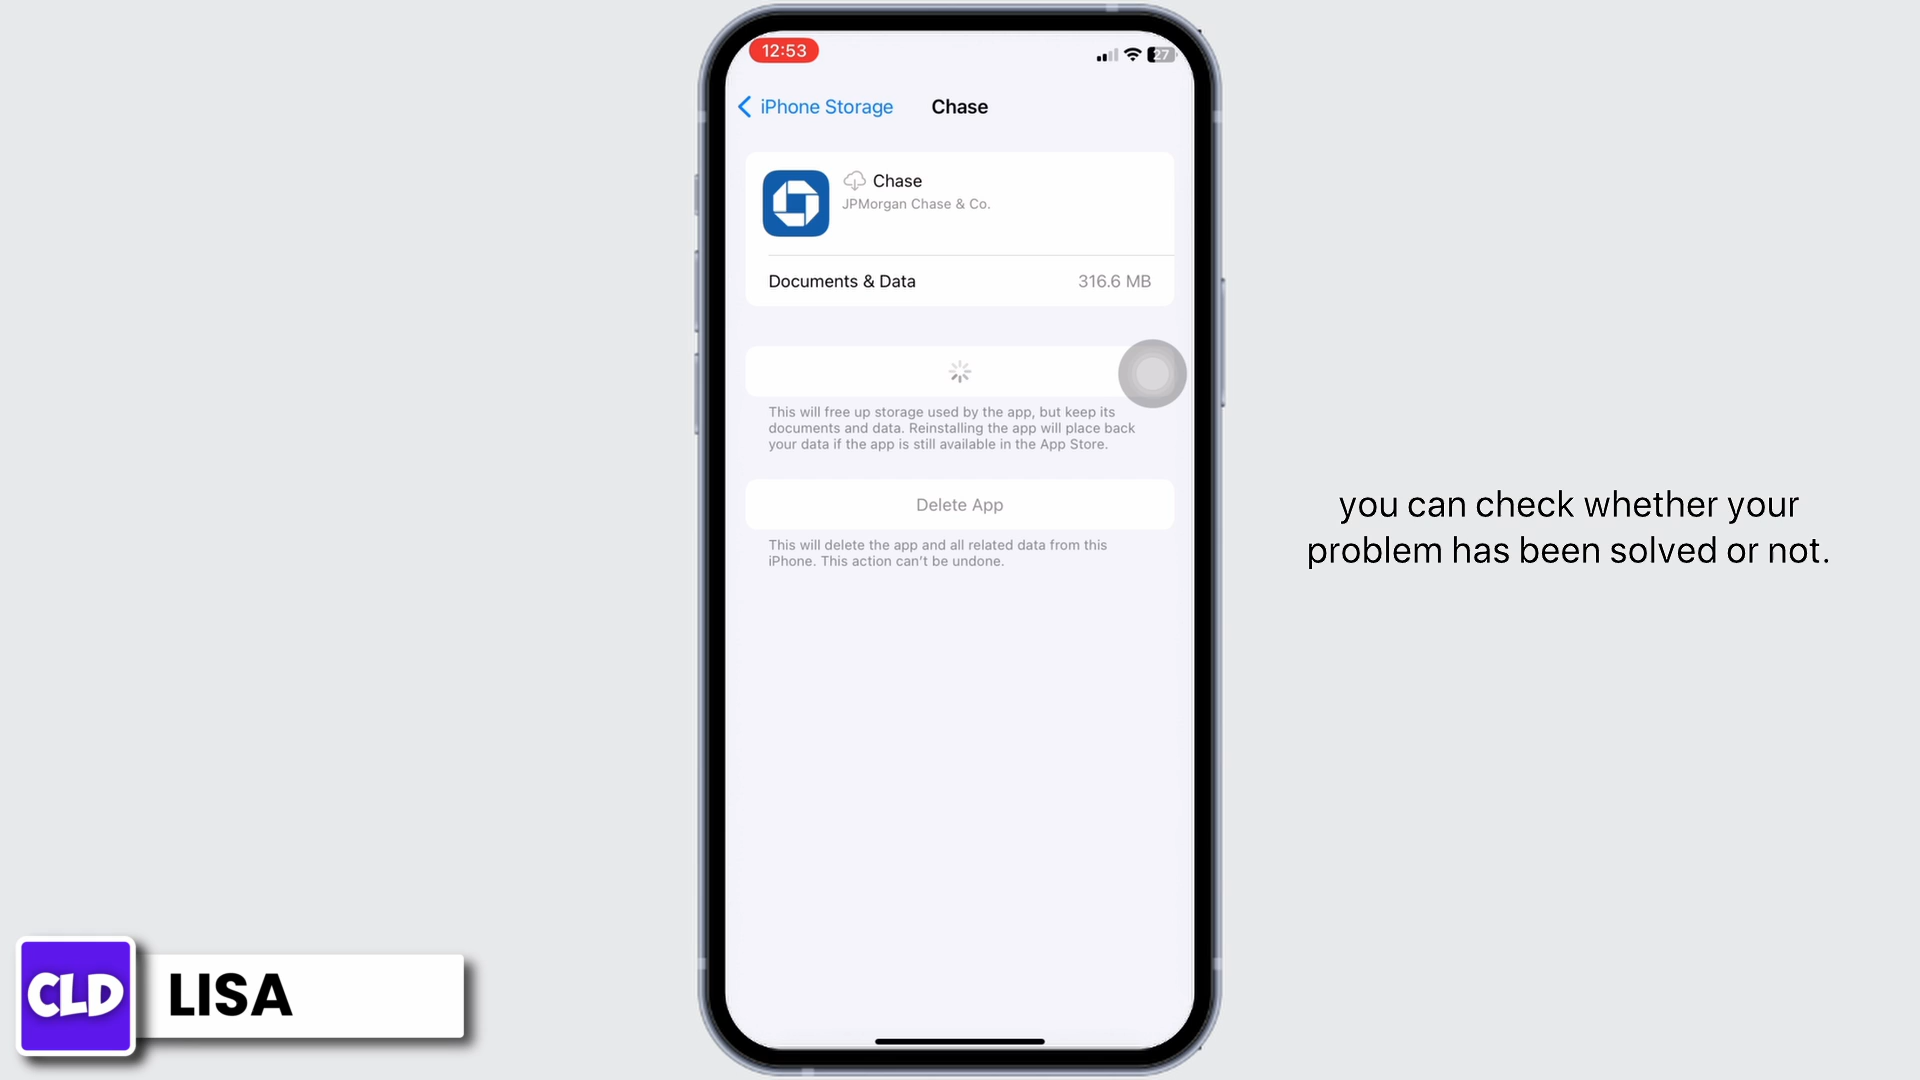 12:53
27
iPhone Storage
Chase
Chase
JPMorgan Chase & Co.
Documents & Data
316.6 MB
This will free up storage used by the app, but keep its
documents and data. Reinstalling the app will place back
your data if the app is still available in the App Store.
Delete App
This will delete the app and all related data from this
iPhone. This action can't be undone.
you can check whether your
problem has been solved or not.
CLD
LISA